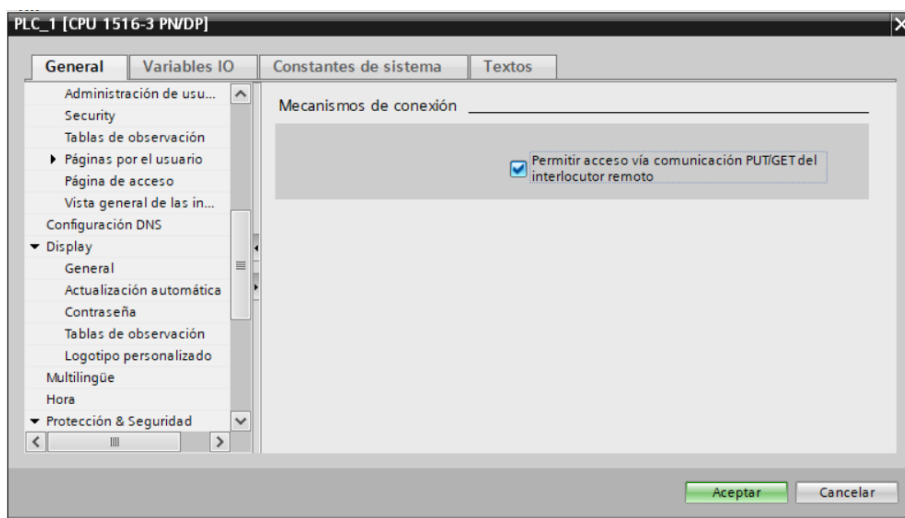 PLC_1 [CPU 1516-3 PN/DP]
General
Variables IO
Constantes de sistema
Textos
Administración de usu...
Security
Tablas de observación
Páginas por el usuario
Página de acceso
Vista general de las in...
Configuración DNS
Display
General
Actualización automática
Contraseña
Tablas de observación
Logotipo personalizado
Multilingüe
Hora
Protección & Seguridad
Mecanismos de conexión
Permitir acceso vía comunicación PUT/GET del
interlocutor remoto
Aceptar
Cancelar